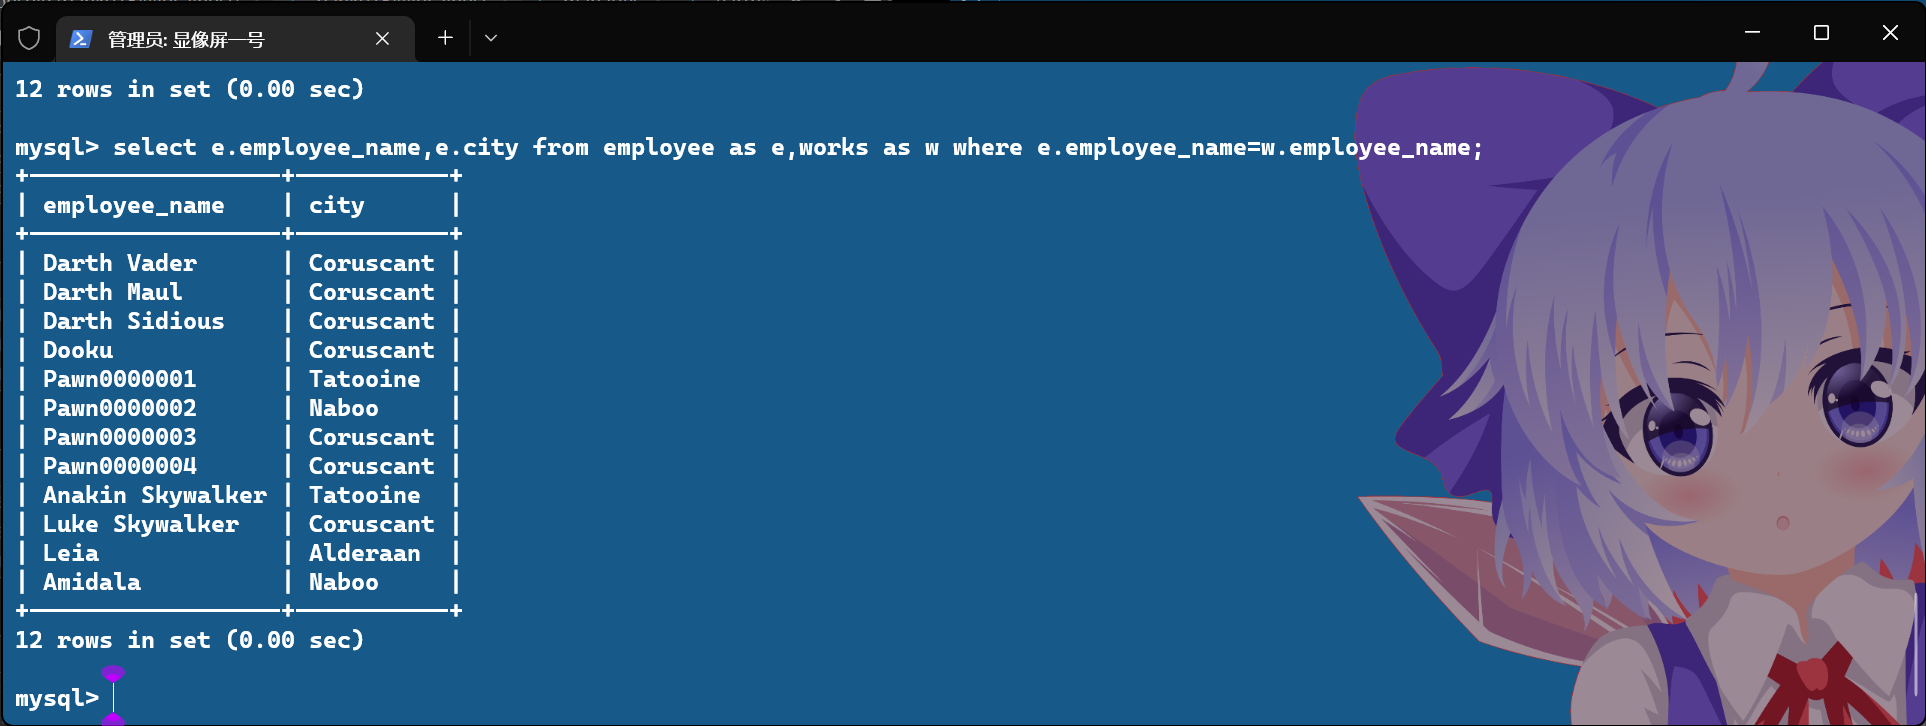 管理员: 显像屏一号
12 rows in set (0.00 sec)
mysql> select e.employee_name,e.city from employee as e,works as w where e.employee_name=w.employee_name;
+------------------+-----------+
| employee_name    | city      |
+------------------+-----------+
| Darth Vader      | Coruscant |
| Darth Maul       | Coruscant |
| Darth Sidious    | Coruscant |
| Dooku            | Coruscant |
| Pawn0000001      | Tatooine  |
| Pawn0000002      | Naboo     |
| Pawn0000003      | Coruscant |
| Pawn0000004      | Coruscant |
| Anakin Skywalker | Tatooine  |
| Luke Skywalker   | Coruscant |
| Leia             | Alderaan  |
| Amidala          | Naboo     |
+------------------+-----------+
12 rows in set (0.00 sec)
mysql>